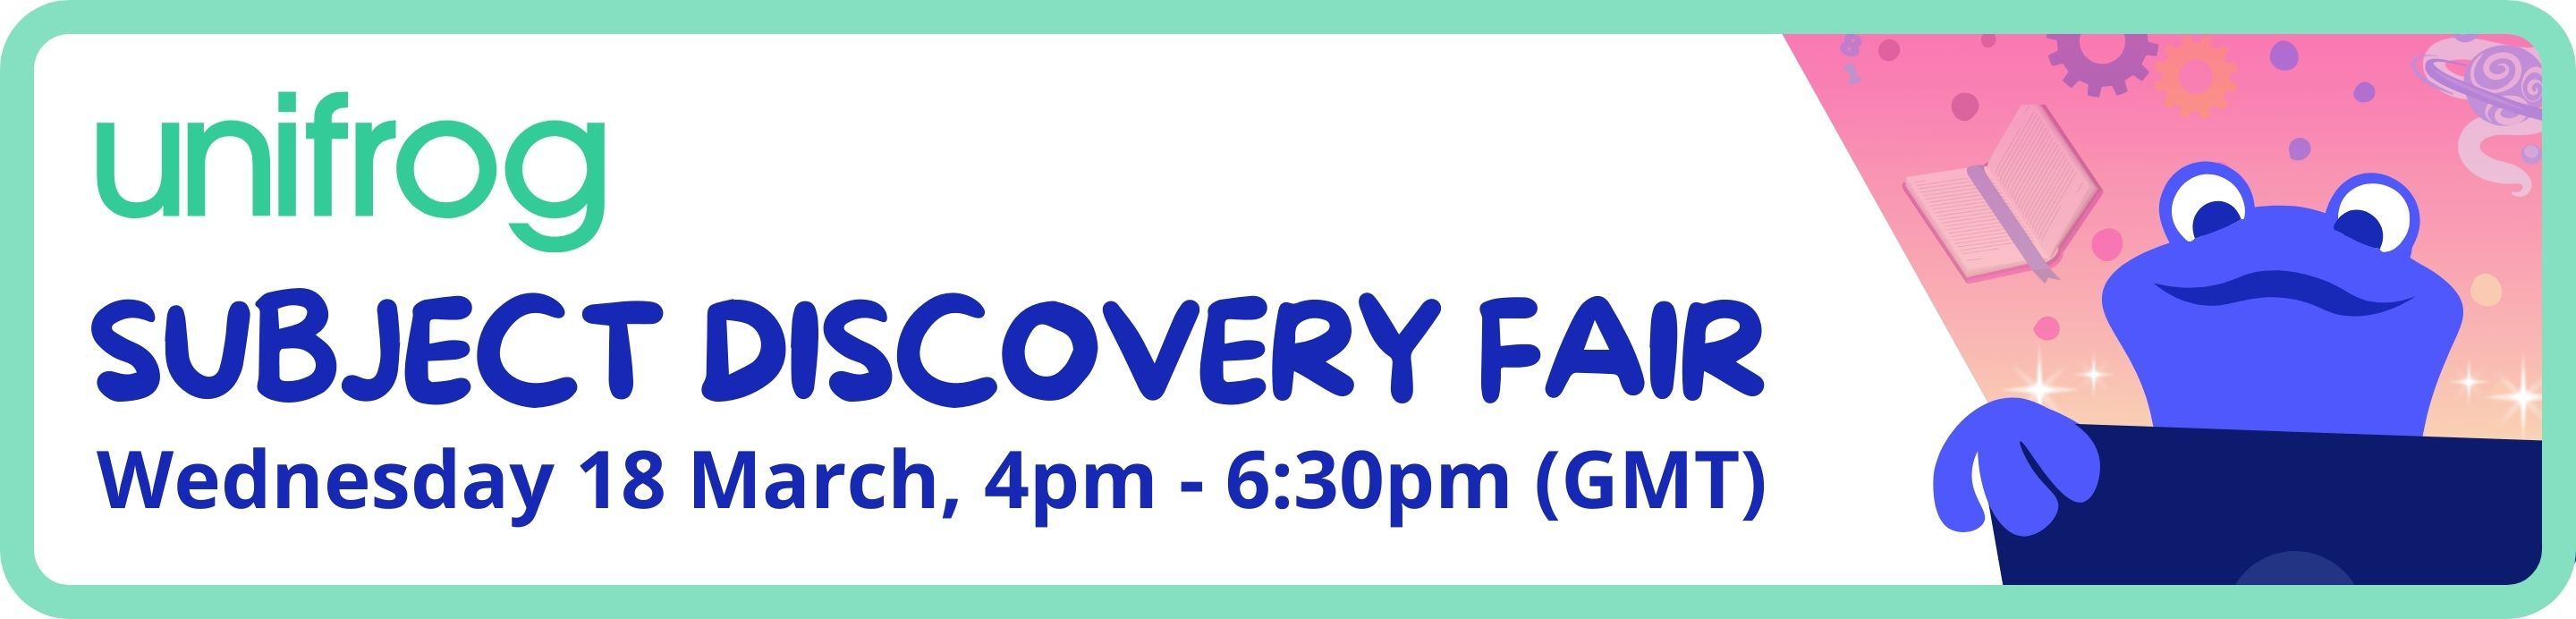 unifrog
SUBJECT DISCOVERY FAIR
Wednesday 18 March, 4pm - 6:30pm (GMT)